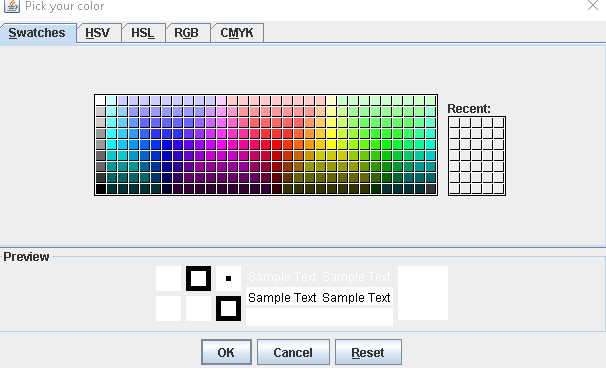 Pick your color
Swatches HSV HSL RGB CMYK
Recent:
Preview
Sample Text Sample Text
Sample Text Sample Text
OK Cancel Reset